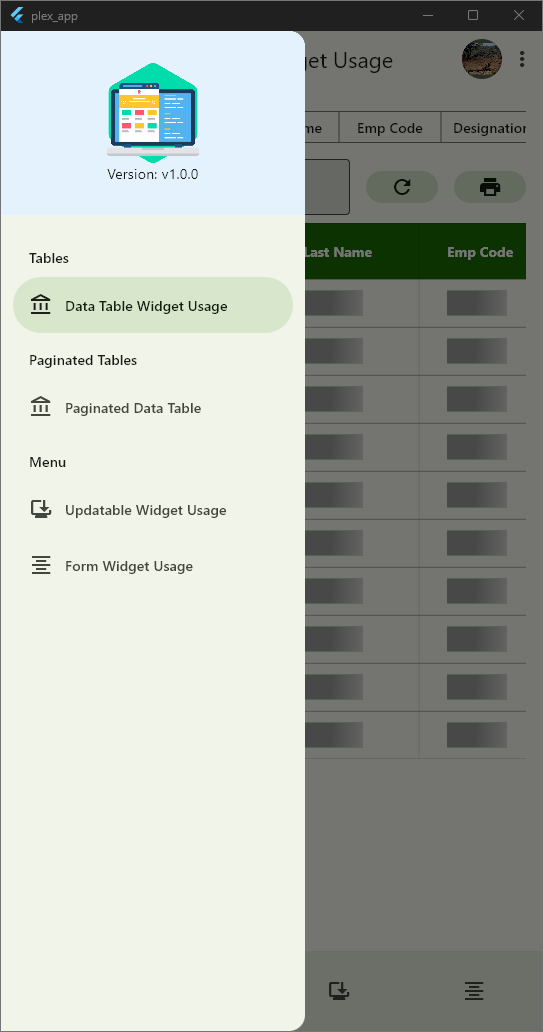 plex_app
get Usage
Version: v1.0.0
me
Emp Code
Designation
Tables
Last Name
Emp Code
Data Table Widget Usage
Paginated Tables
Paginated Data Table
Menu
Updatable Widget Usage
Form Widget Usage